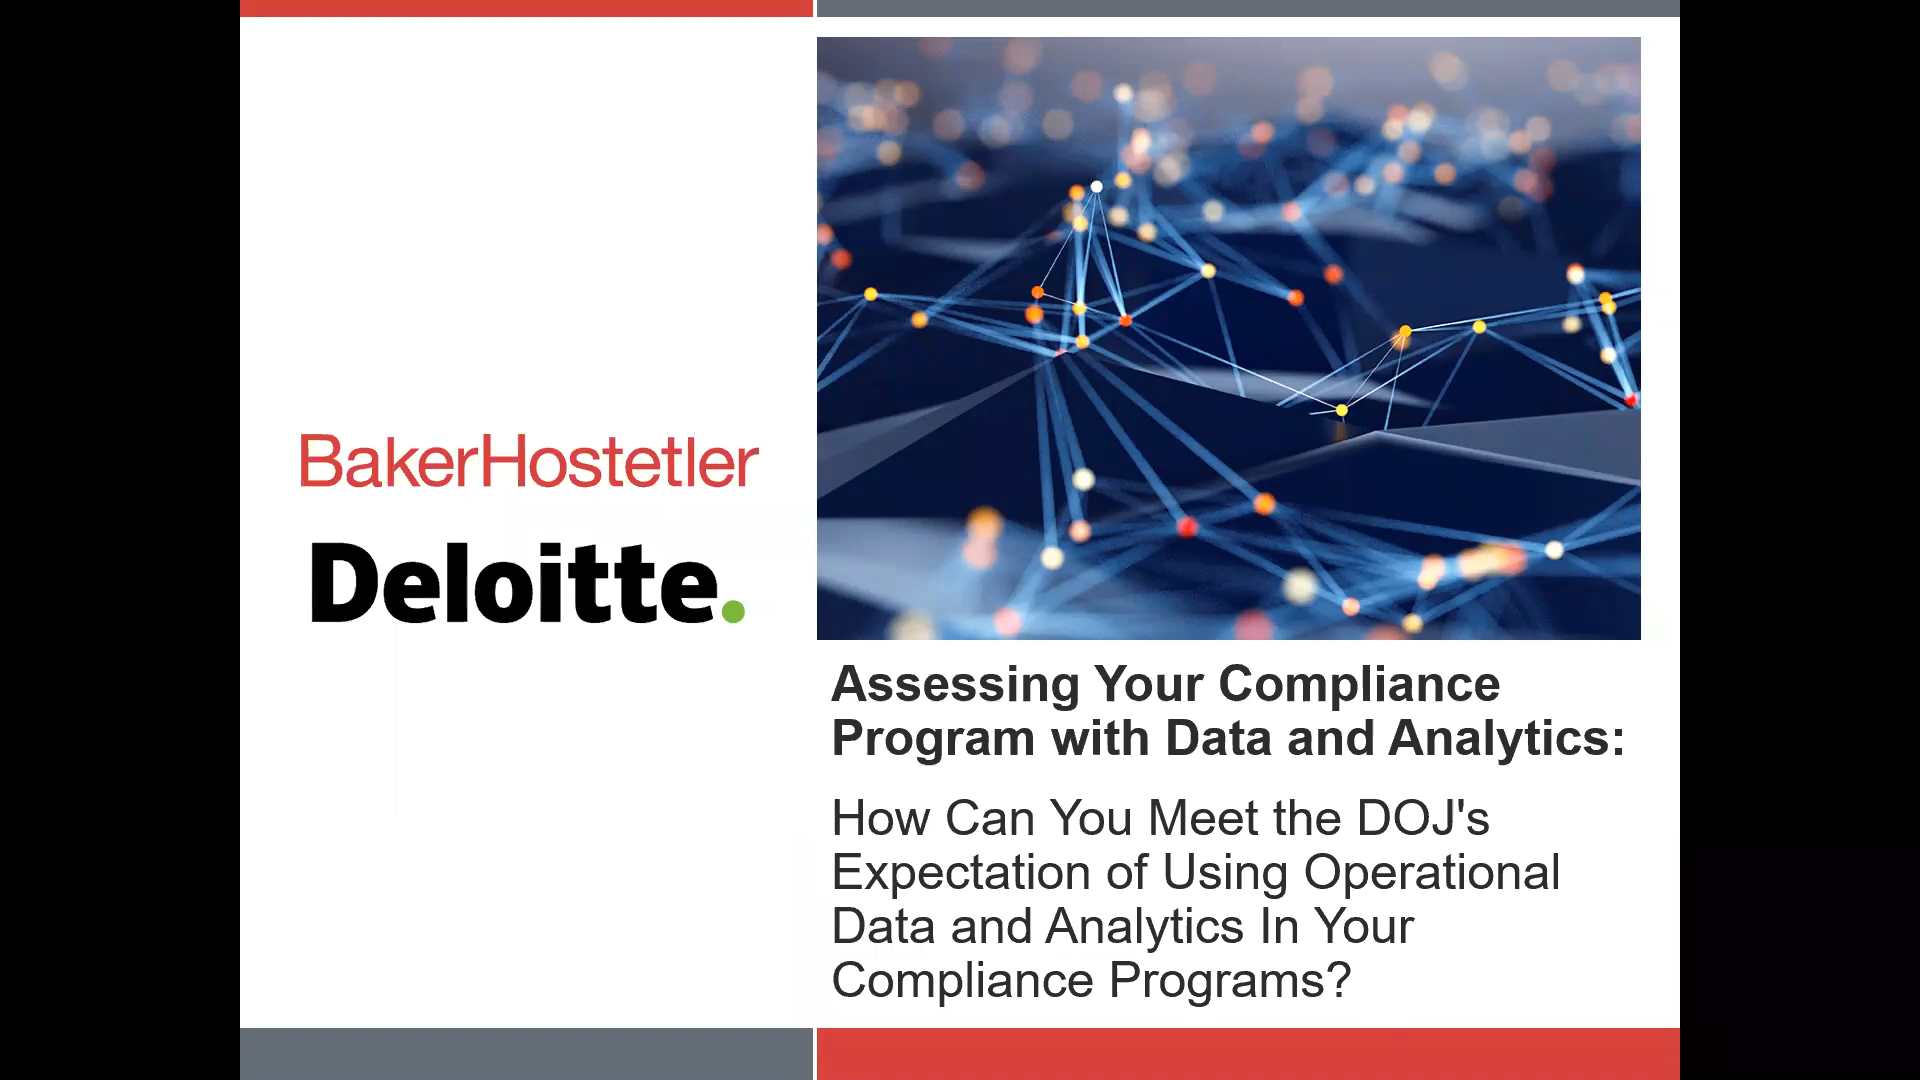 BakerHostetler
Deloitte.
Assessing Your Compliance
Program with Data and Analytics:
How Can You Meet the DOJ's
Expectation of Using Operational
Data and Analytics In Your
Compliance Programs?